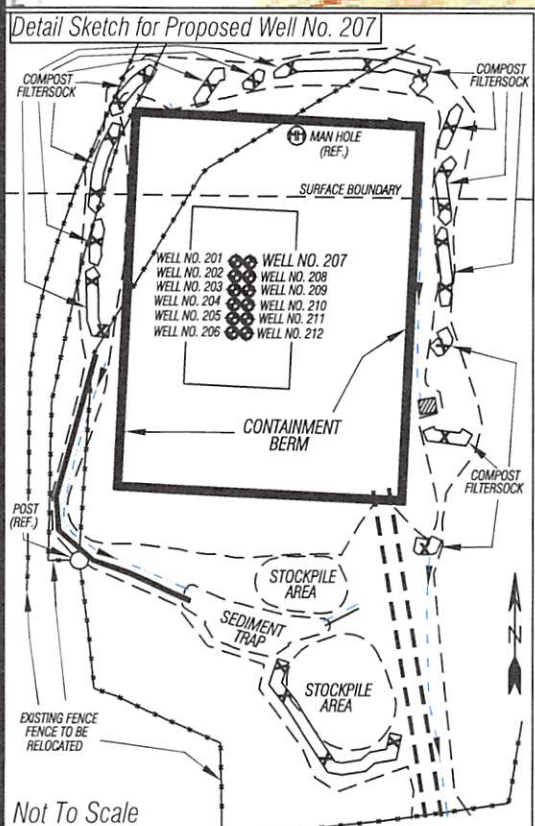 Detail Sketch for Proposed Well No. 207
COMPOST
FILTERSOCK
COMPOST
FILTERSOCK
MH
MAN HOLE
(REF.)
SURFACE BOUNDARY
WELL NO. 201
WELL NO. 202
WELL NO. 203
WELL NO. 204
WELL NO. 205
WELL NO. 206
WELL NO. 207
WELL NO. 208
WELL NO. 209
WELL NO. 210
WELL NO. 211
WELL NO. 212
CONTAINMENT
BERM
COMPOST
FILTERSOCK
POST
(REF.)
STOCKPILE
AREA
SEDIMENT
TRAP
STOCKPILE
AREA
N
EXISTING FENCE
FENCE TO BE
RELOCATED
Not To Scale